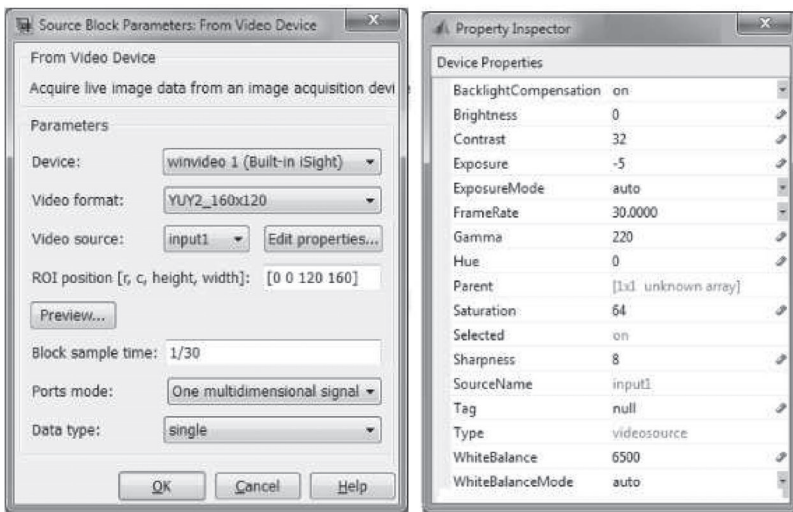 Source Block Parameters: From Video Device
From Video Device
Acquire live image data from an image acquisition devi
Parameters
Device: winvideo 1 (Built-in iSight)
Video format: YUY2_160x120
Video source: input1 Edit properties...
ROI position [r, c, height, width]: [0 0 120 160]
Preview...
Block sample time: 1/30
Ports mode: One multidimensional signal
Data type: single
OK Cancel Help
Property Inspector
Device Properties
BacklightCompensation on
Brightness 0
Contrast 32
Exposure -5
ExposureMode auto
FrameRate 30.0000
Gamma 220
Hue 0
Parent [1x1 unknown array]
Saturation 64
Selected on
Sharpness 8
SourceName input1
Tag null
Type videosource
WhiteBalance 6500
WhiteBalanceMode auto